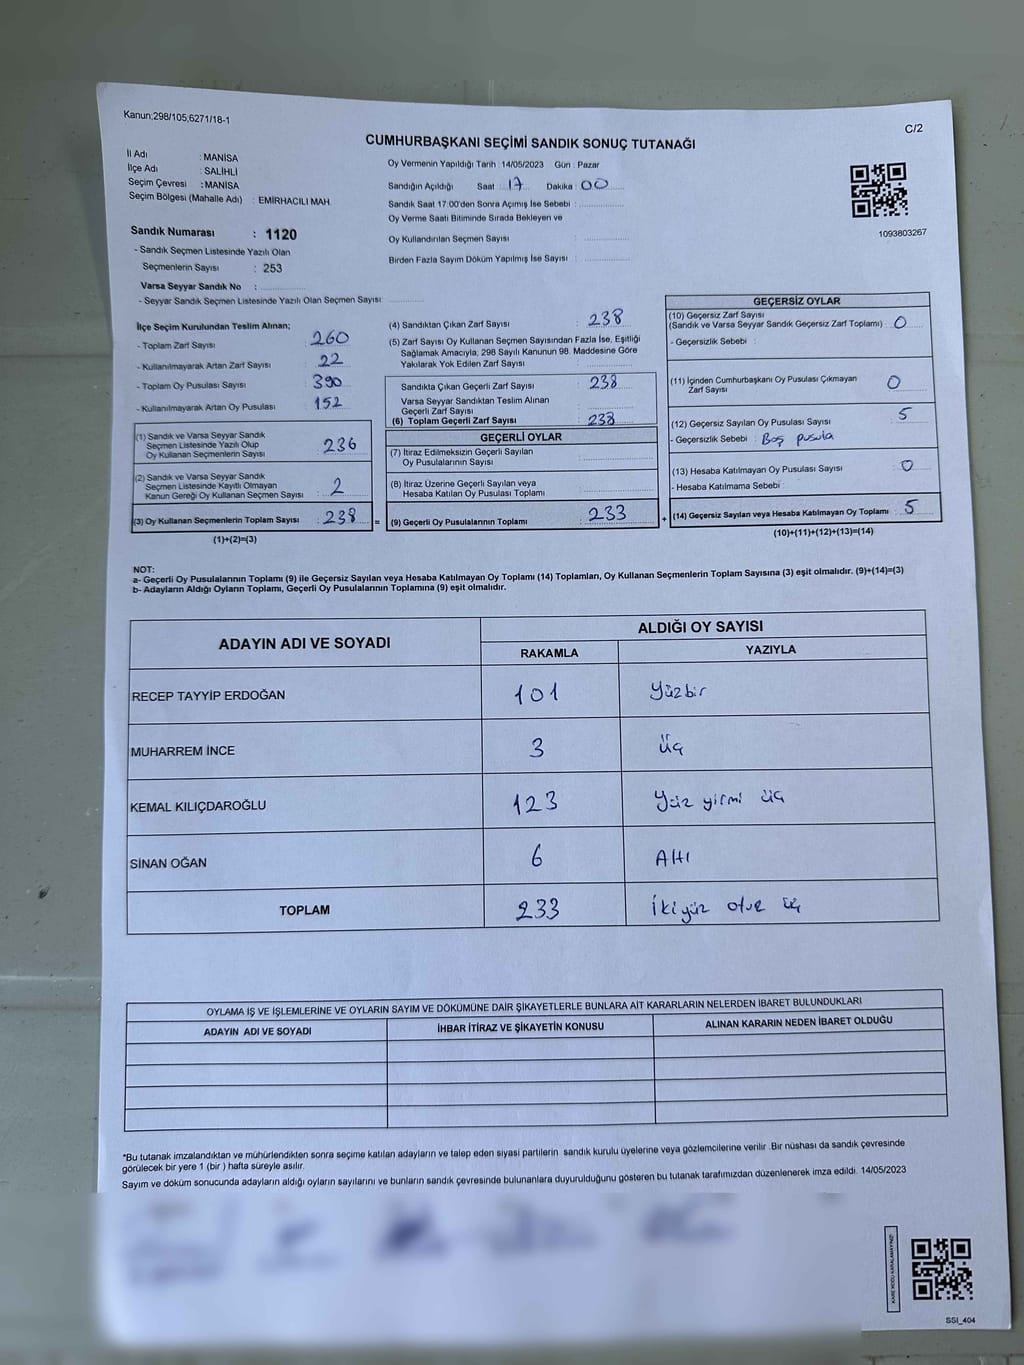 Kanun;298/105,6271/18-1
C/2
CUMHURBAŞKANI SEÇİMİ SANDIK SONUÇ TUTANAĞI
İl Adı : MANİSA
İlçe Adı : SALİHLİ
Seçim Çevresi : MANİSA
Seçim Bölgesi (Mahalle Adı) : EMİRHACILI MAH.
Sandık Numarası : 1120
- Sandık Seçmen Listesinde Yazılı Olan
Seçmenlerin Sayısı : 253
Varsa Seyyar Sandık No :
- Seyyar Sandık Seçmen Listesinde Yazılı Olan Seçmen Sayısı
Oy Vermenin Yapıldığı Tarih : 14/05/2023 Gün : Pazar
Sandığın Açıldığı Saat : 17 Dakika : 00
Sandık Saat 17:00'den Sonra Açımış İse Sebebi :
Oy Verme Saati Bitiminde Sırada Bekleyen ve
Oy Kullandırılan Seçmen Sayısı :
Birden Fazla Sayım Döküm Yapılmış İse Sayısı :
1093803267
İlçe Seçim Kurulundan Teslim Alınan;
- Toplam Zarf Sayısı : 260
- Kullanılmayarak Artan Zarf Sayısı : 22
- Toplam Oy Pusulası Sayısı : 390
- Kullanılmayarak Artan Oy Pusulası : 152
(1) Sandık ve Varsa Seyyar Sandık
Seçmen Listesinde Yazılı Olup
Oy Kullanan Seçmenlerin Sayısı : 236
(2) Sandık ve Varsa Seyyar Sandık
Seçmen Listesinde Kayıtlı Olmayan
Kanun Gereği Oy Kullanan Seçmen Sayısı : 2
(3) Oy Kullanan Seçmenlerin Toplam Sayısı : 238 =
(1)+(2)=(3)
(4) Sandıktan Çıkan Zarf Sayısı : 238
(5) Zarf Sayısı Oy Kullanan Seçmen Sayısından Fazla İse, Eşitliği
Sağlamak Amacıyla, 298 Sayılı Kanunun 98. Maddesine Göre
Yakılarak Yok Edilen Zarf Sayısı :
Sandıkta Çıkan Geçerli Zarf Sayısı : 238
Varsa Seyyar Sandıktan Teslim Alınan
Geçerli Zarf Sayısı :
(6) Toplam Geçerli Zarf Sayısı : 238
GEÇERLİ OYLAR
(7) İtiraz Edilmeksizin Geçerli Sayılan
Oy Pusulalarının Sayısı :
(8) İtiraz Üzerine Geçerli Sayılan veya
Hesaba Katılan Oy Pusulası Toplamı :
(9) Geçerli Oy Pusulalarının Toplamı : 233 +
GEÇERSİZ OYLAR
(10) Geçersiz Zarf Sayısı
(Sandık ve Varsa Seyyar Sandık Geçersiz Zarf Toplamı) : 0
- Geçersizlik Sebebi :
(11) İçinden Cumhurbaşkanı Oy Pusulası Çıkmayan
Zarf Sayısı : 0
(12) Geçersiz Sayılan Oy Pusulası Sayısı : 5
- Geçersizlik Sebebi : Boş pusula
(13) Hesaba Katılmayan Oy Pusulası Sayısı : 0
- Hesaba Katılmama Sebebi :
(14) Geçersiz Sayılan veya Hesaba Katılmayan Oy Toplamı : 5
(10)+(11)+(12)+(13)=(14)
NOT:
a- Geçerli Oy Pusulalarının Toplamı (9) ile Geçersiz Sayılan veya Hesaba Katılmayan Oy Toplamı (14) Toplamları, Oy Kullanan Seçmenlerin Toplam Sayısına (3) eşit olmalıdır. (9)+(14)=(3)
b- Adayların Aldığı Oyların Toplamı, Geçerli Oy Pusulalarının Toplamına (9) eşit olmalıdır.
ADAYIN ADI VE SOYADI
ALDIĞI OY SAYISI
RAKAMLA YAZIYLA
RECEP TAYYİP ERDOĞAN 101 Yüzbir
MUHARREM İNCE 3 üç
KEMAL KILIÇDAROĞLU 123 Yüz yirmi üç
SİNAN OĞAN 6 Altı
TOPLAM 233 İkiyüz otuz üç
OYLAMA İŞ VE İŞLEMLERİNE VE OYLARIN SAYIM VE DÖKÜMÜNE DAİR ŞİKAYETLERLE BUNLARA AİT KARARLARIN NELERDEN İBARET BULUNDUKLARI
ADAYIN ADI VE SOYADI İHBAR İTİRAZ VE ŞİKAYETİN KONUSU ALINAN KARARIN NEDEN İBARET OLDUĞU
*Bu tutanak imzalandıktan ve mühürlendikten sonra seçime katılan adayların ve talep eden siyasi partilerin sandık kurulu üyelerine veya gözlemcilerine verilir. Bir nüshası da sandık çevresinde
görülecek bir yere 1 (bir ) hafta süreyle asılır.
Sayım ve döküm sonucunda adayların aldığı oyların sayılarını ve bunların sandık çevresinde bulunanlara duyurulduğunu gösteren bu tutanak tarafımızdan düzenlenerek imza edildi. 14/05/2023
KARE KODU KARALAMAYINIZ!
SSİ_404